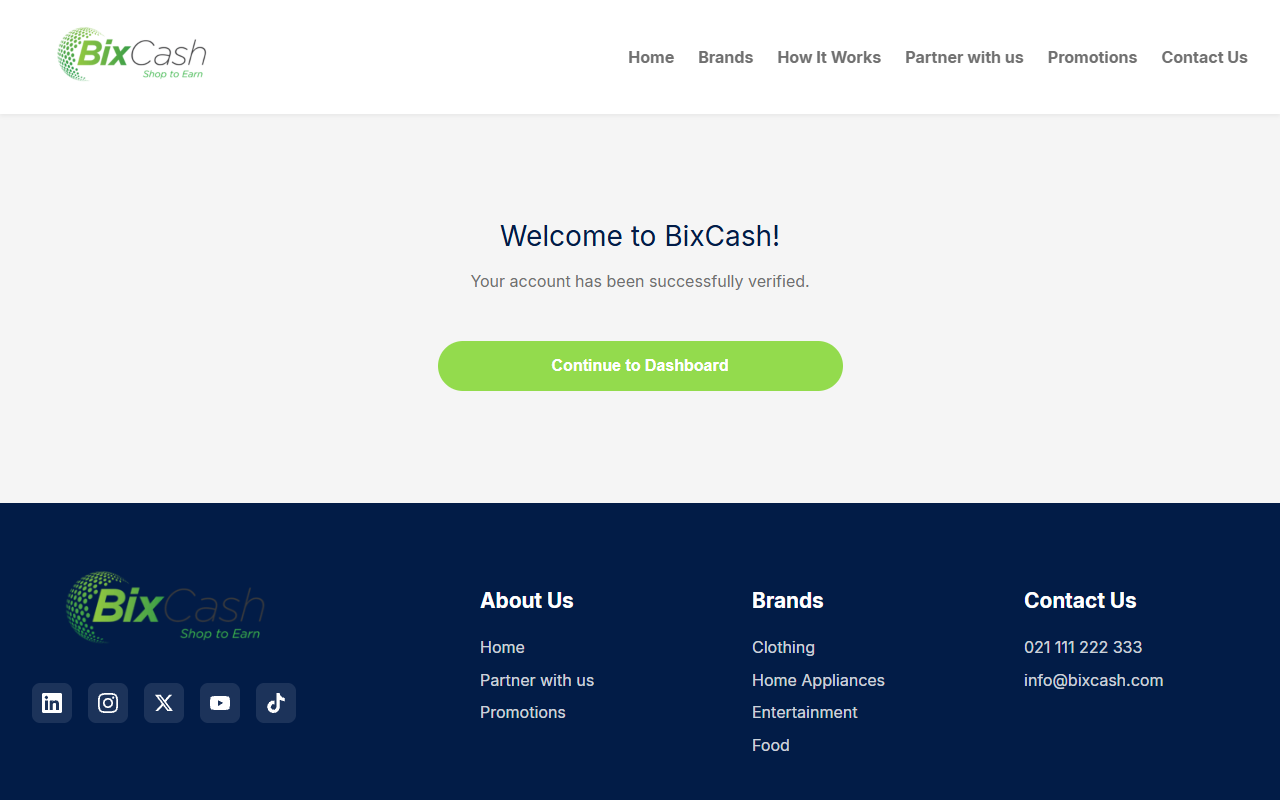 BixCash
Shop to Earn
Home Brands How It Works Partner with us Promotions Contact Us
Welcome to BixCash!
Your account has been successfully verified.
Continue to Dashboard
BixCash
Shop to Earn
About Us
Home
Partner with us
Promotions
Brands
Clothing
Home Appliances
Entertainment
Food
Contact Us
021 111 222 333
info@bixcash.com